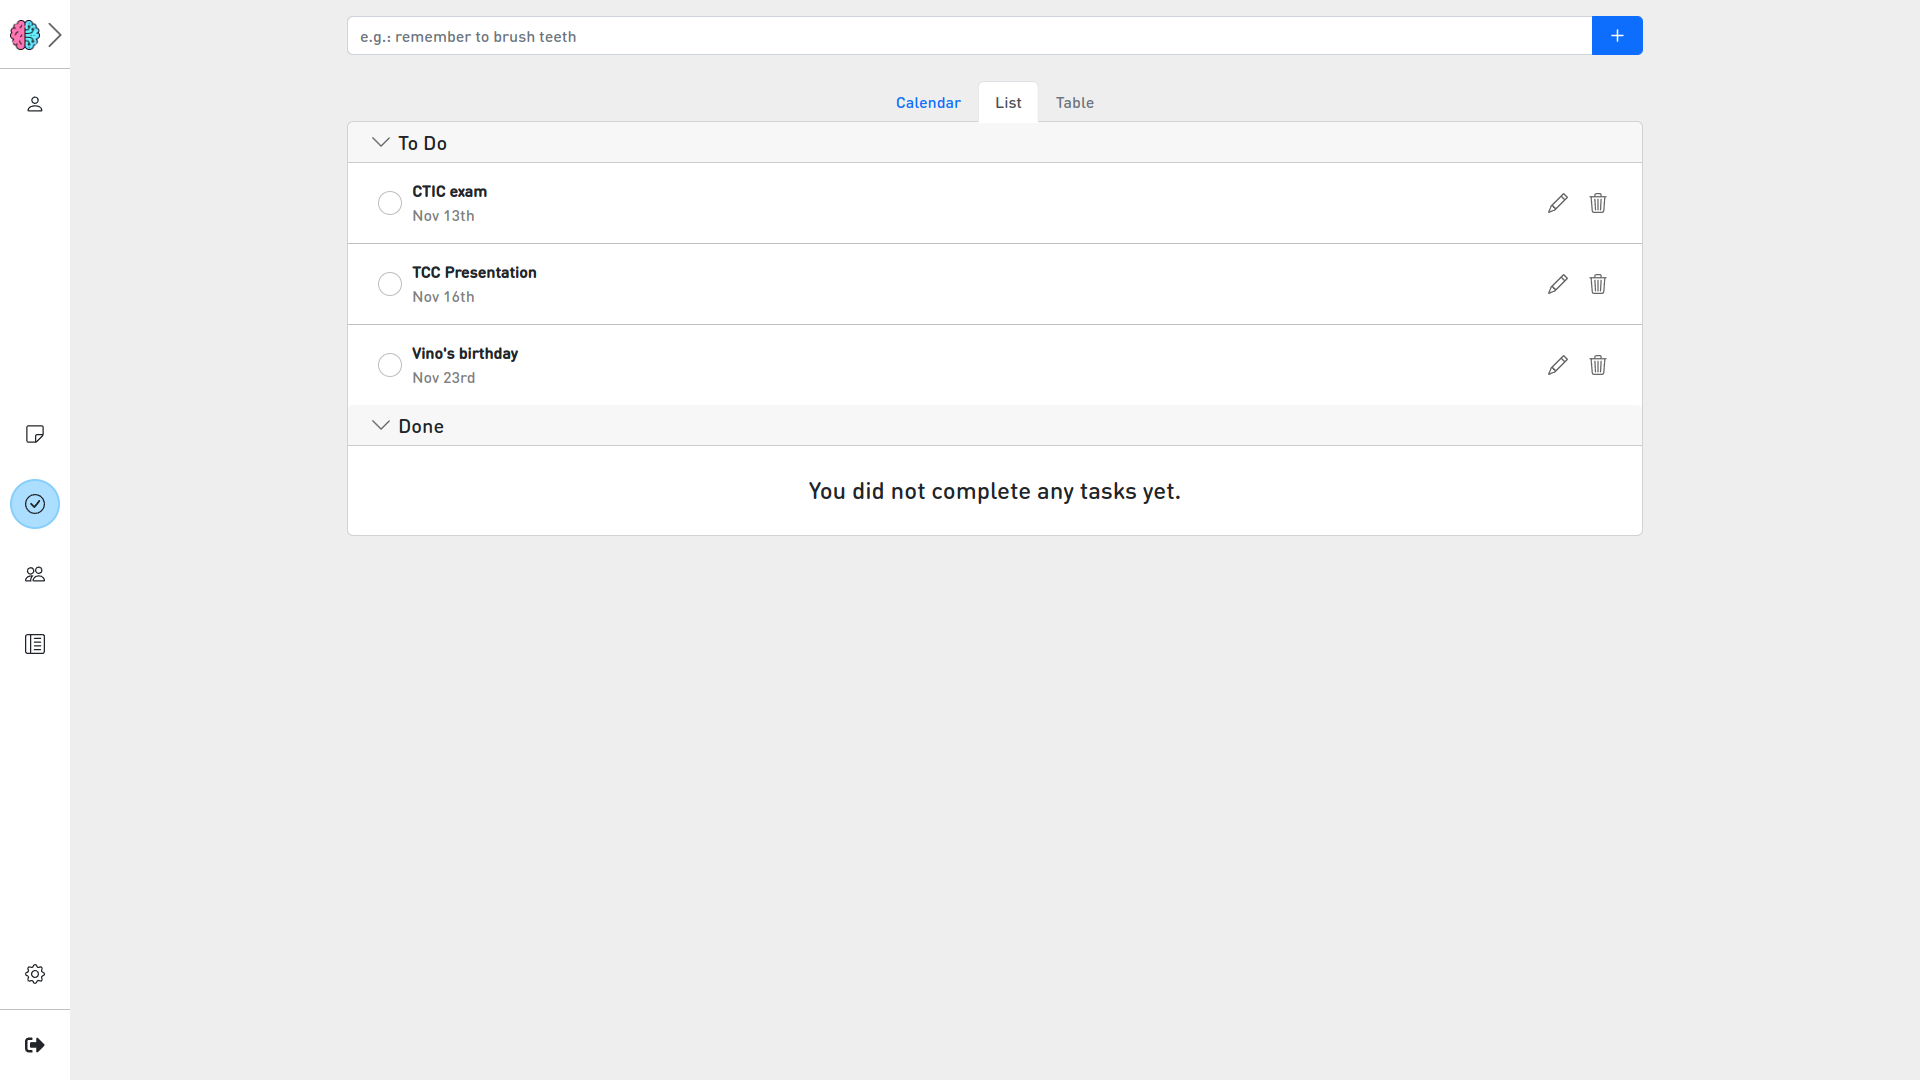 e.g.: remember to brush teeth
Calendar
List
Table
To Do
CTIC exam
Nov 13th
TCC Presentation
Nov 16th
Vino's birthday
Nov 23rd
Done
You did not complete any tasks yet.